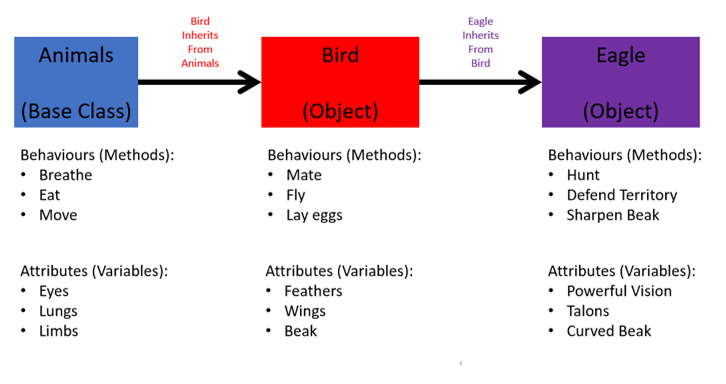 Animals
(Base Class)
Bird
Inherits
From
Animals
Bird
(Object)
Eagle
Inherits
From
Bird
Eagle
(Object)
Behaviours (Methods):
• Breathe
• Eat
• Move
Attributes (Variables):
• Eyes
• Lungs
• Limbs
Behaviours (Methods):
• Mate
• Fly
• Lay eggs
Attributes (Variables):
• Feathers
• Wings
• Beak
Behaviours (Methods):
• Hunt
• Defend Territory
• Sharpen Beak
Attributes (Variables):
• Powerful Vision
• Talons
• Curved Beak